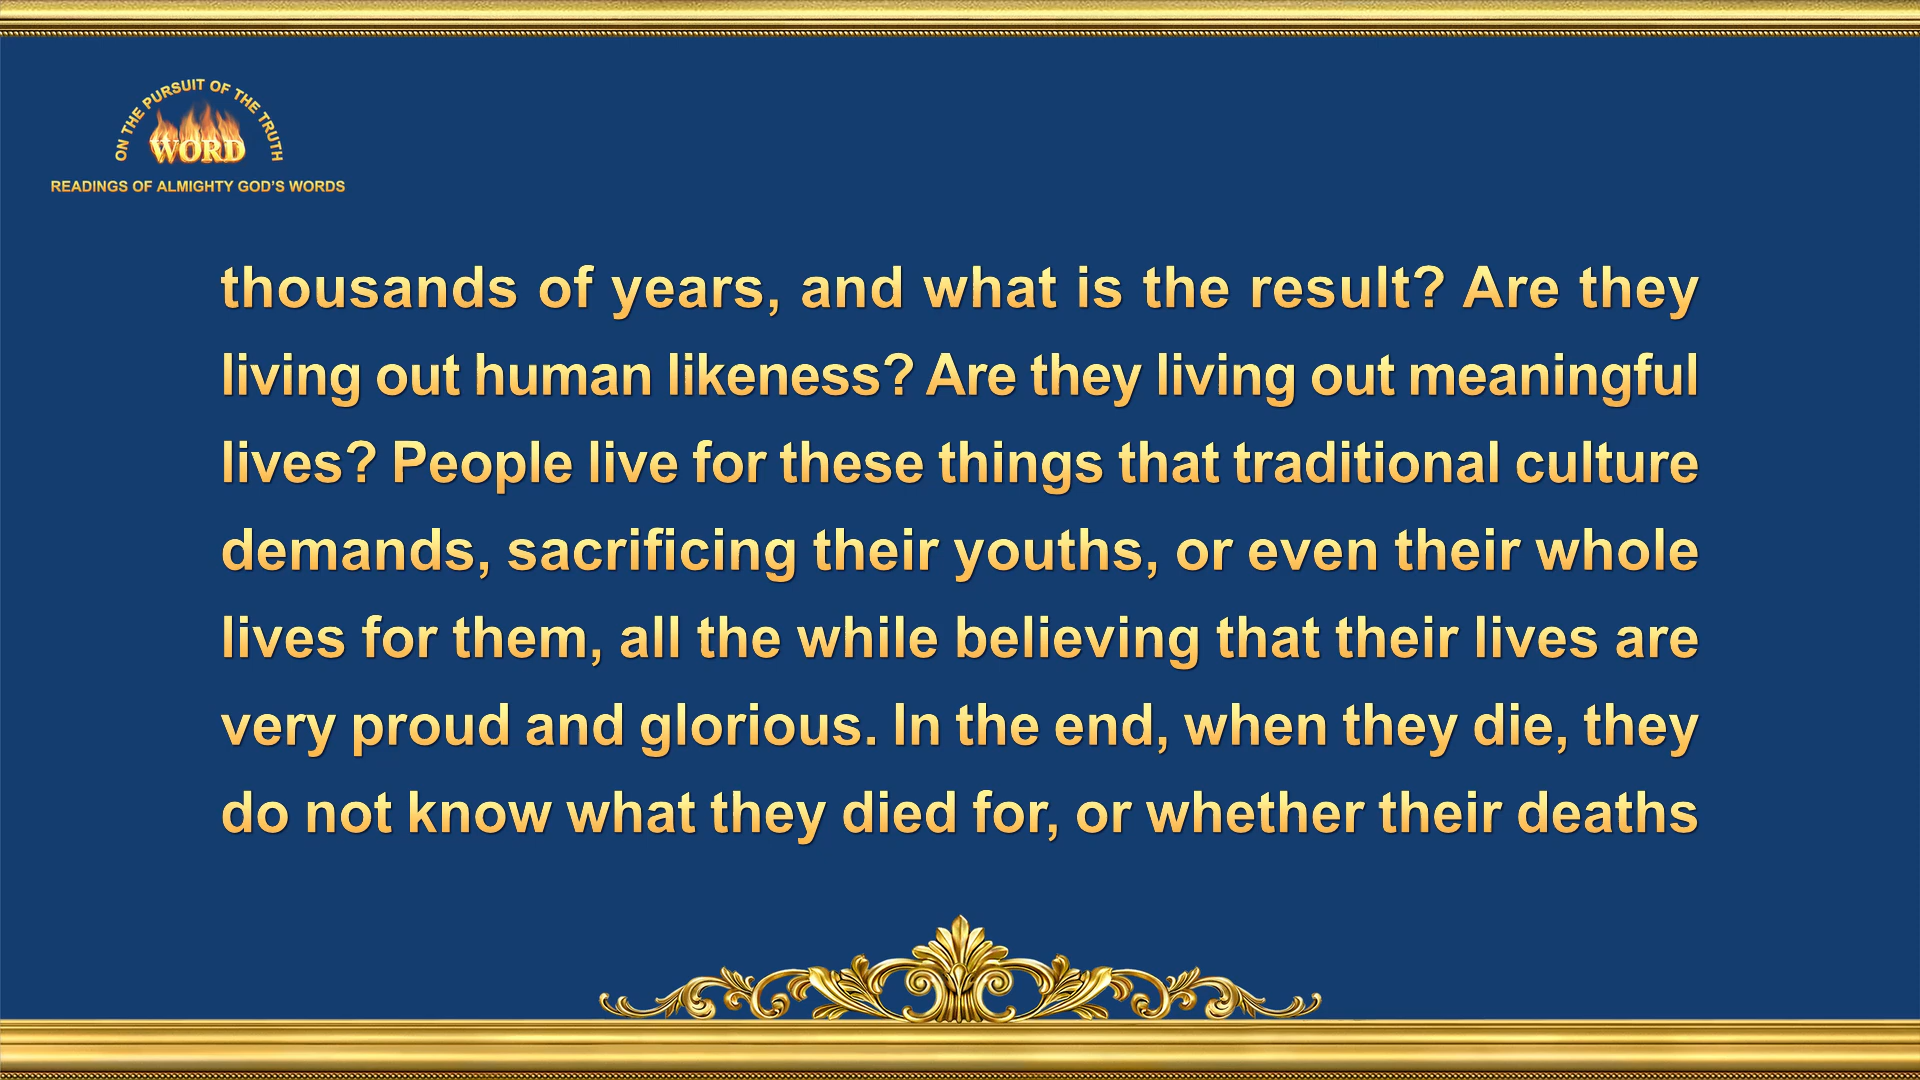 ON THE PURSUIT OF THE TRUTH
WORD
READINGS OF ALMIGHTY GOD'S WORDS
thousands of years, and what is the result? Are they
living out human likeness? Are they living out meaningful
lives? People live for these things that traditional culture
demands, sacrificing their youths, or even their whole
lives for them, all the while believing that their lives are
very proud and glorious. In the end, when they die, they
do not know what they died for, or whether their deaths